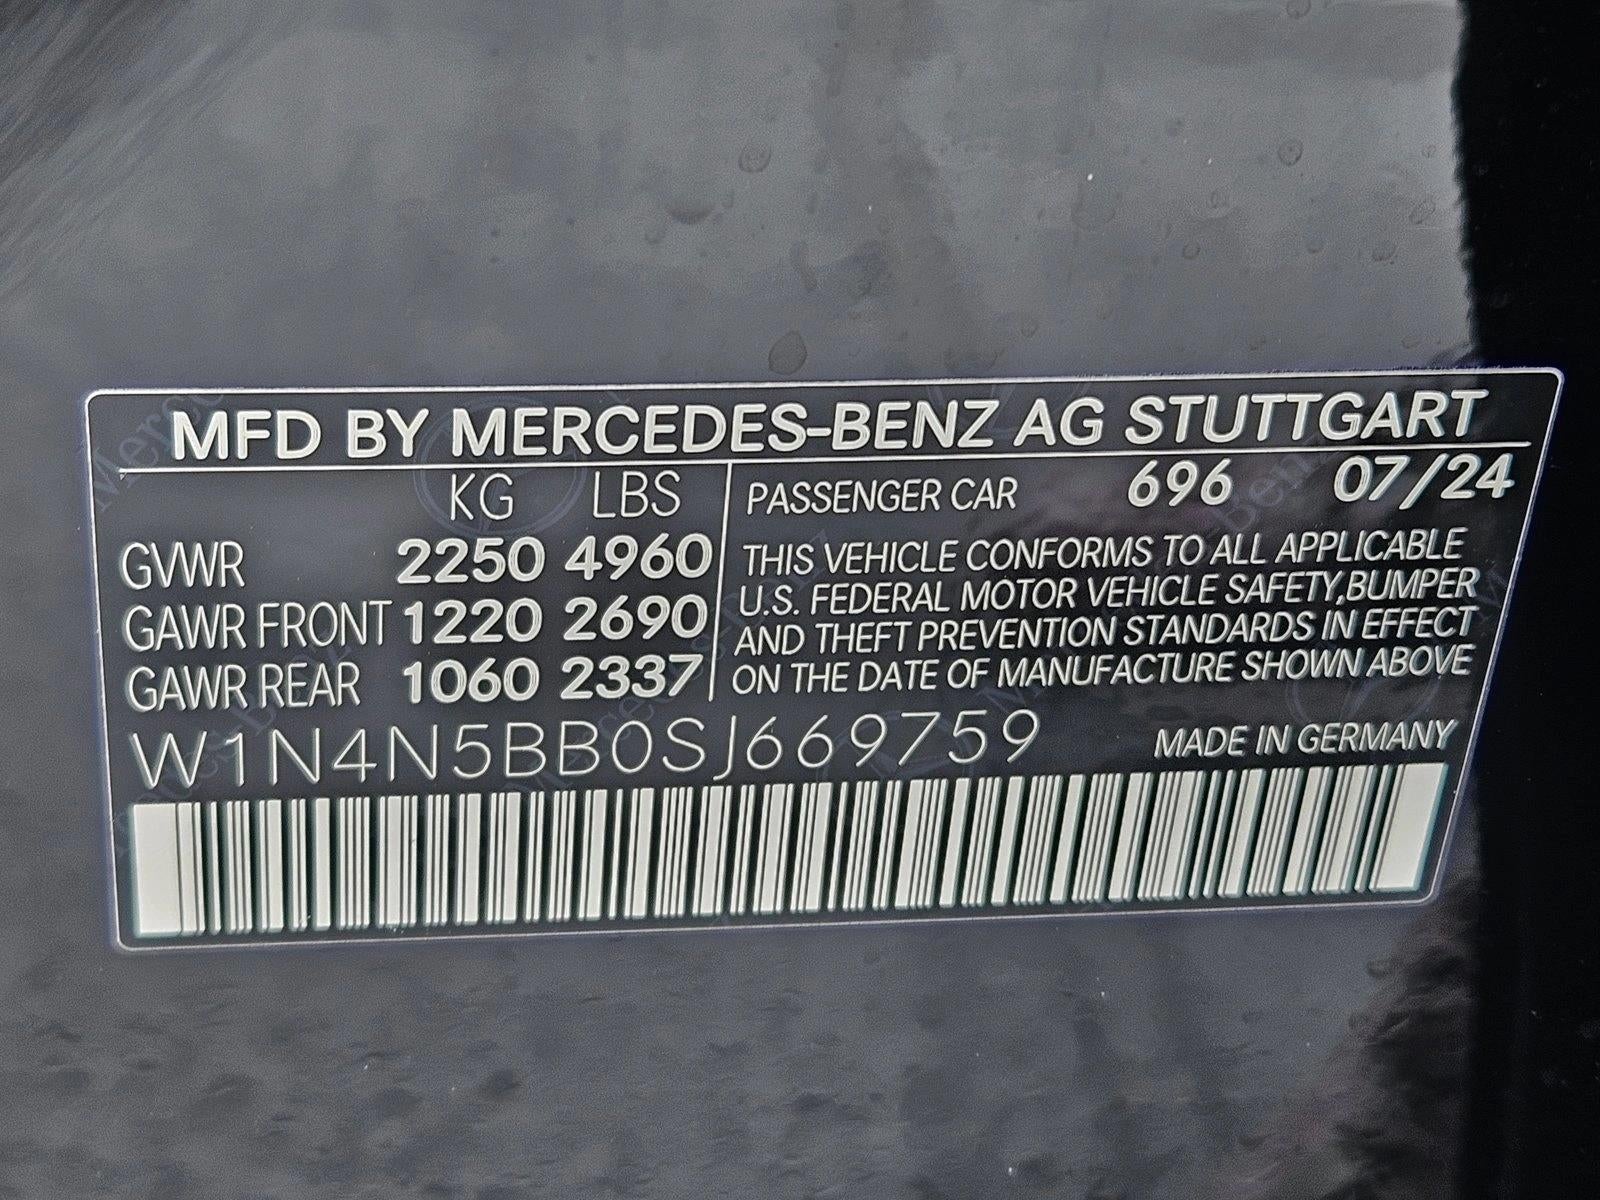 MFD BY MERCEDES-BENZ AG STUTTGART
KG LBS
GVWR 2250 4960
GAWR FRONT 1220 2690
GAWR REAR 1060 2337
PASSENGER CAR 696 07/24
THIS VEHICLE CONFORMS TO ALL APPLICABLE
U.S. FEDERAL MOTOR VEHICLE SAFETY,BUMPER
AND THEFT PREVENTION STANDARDS IN EFFECT
ON THE DATE OF MANUFACTURE SHOWN ABOVE
W1N4N5BB0SJ669759
MADE IN GERMANY